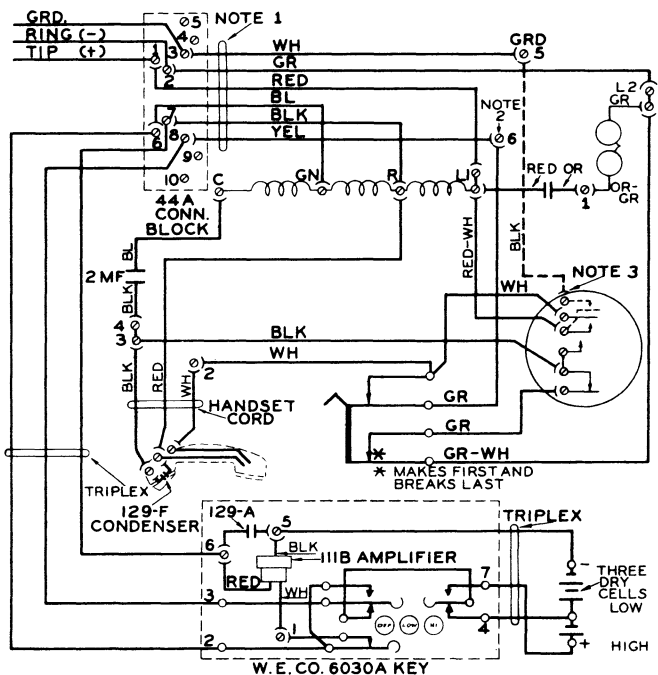 GRD.
RING (-)
TIP (+)
5
4
3
1
2
NOTE 1
WH
GR
RED
BL
BLK
YEL
GRD
5
L2
GR
NOTE
2
6
7
6
8
9
10
44A
CONN.
BLOCK
C
GN
R
L1
RED OR
1
OR-
GR
BL
2 MF
BLK
RED-WH
BLK
WH
NOTE 3
4
3
BLK
WH
2
BLK
RED
WH
HANDSET
CORD
GR
GR
GR-WH
*
* MAKES FIRST AND
BREAKS LAST
TRIPLEX
129-F
CONDENSER
129-A
5
BLK
6
111B AMPLIFIER
RED
WH
TRIPLEX
-
THREE
DRY
CELLS
LOW
+
HIGH
7
4
3
2
1
OFF
LOW
HI
W. E. CO. 6030A KEY